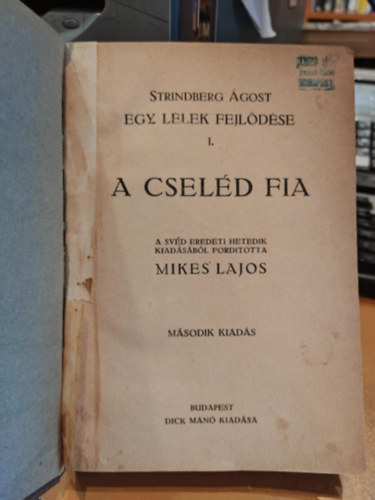 STRINDBERG ÁGOST
EGY LÉLEK FEJLŐDÉSE
I.
A CSELÉD FIA
A SVÉD EREDETI HETEDIK
KIADÁSÁBÓL FORDITOTTA
MIKES LAJOS
MÁSODIK KIADÁS
BUDAPEST
DICK MANÓ KIADÁSA